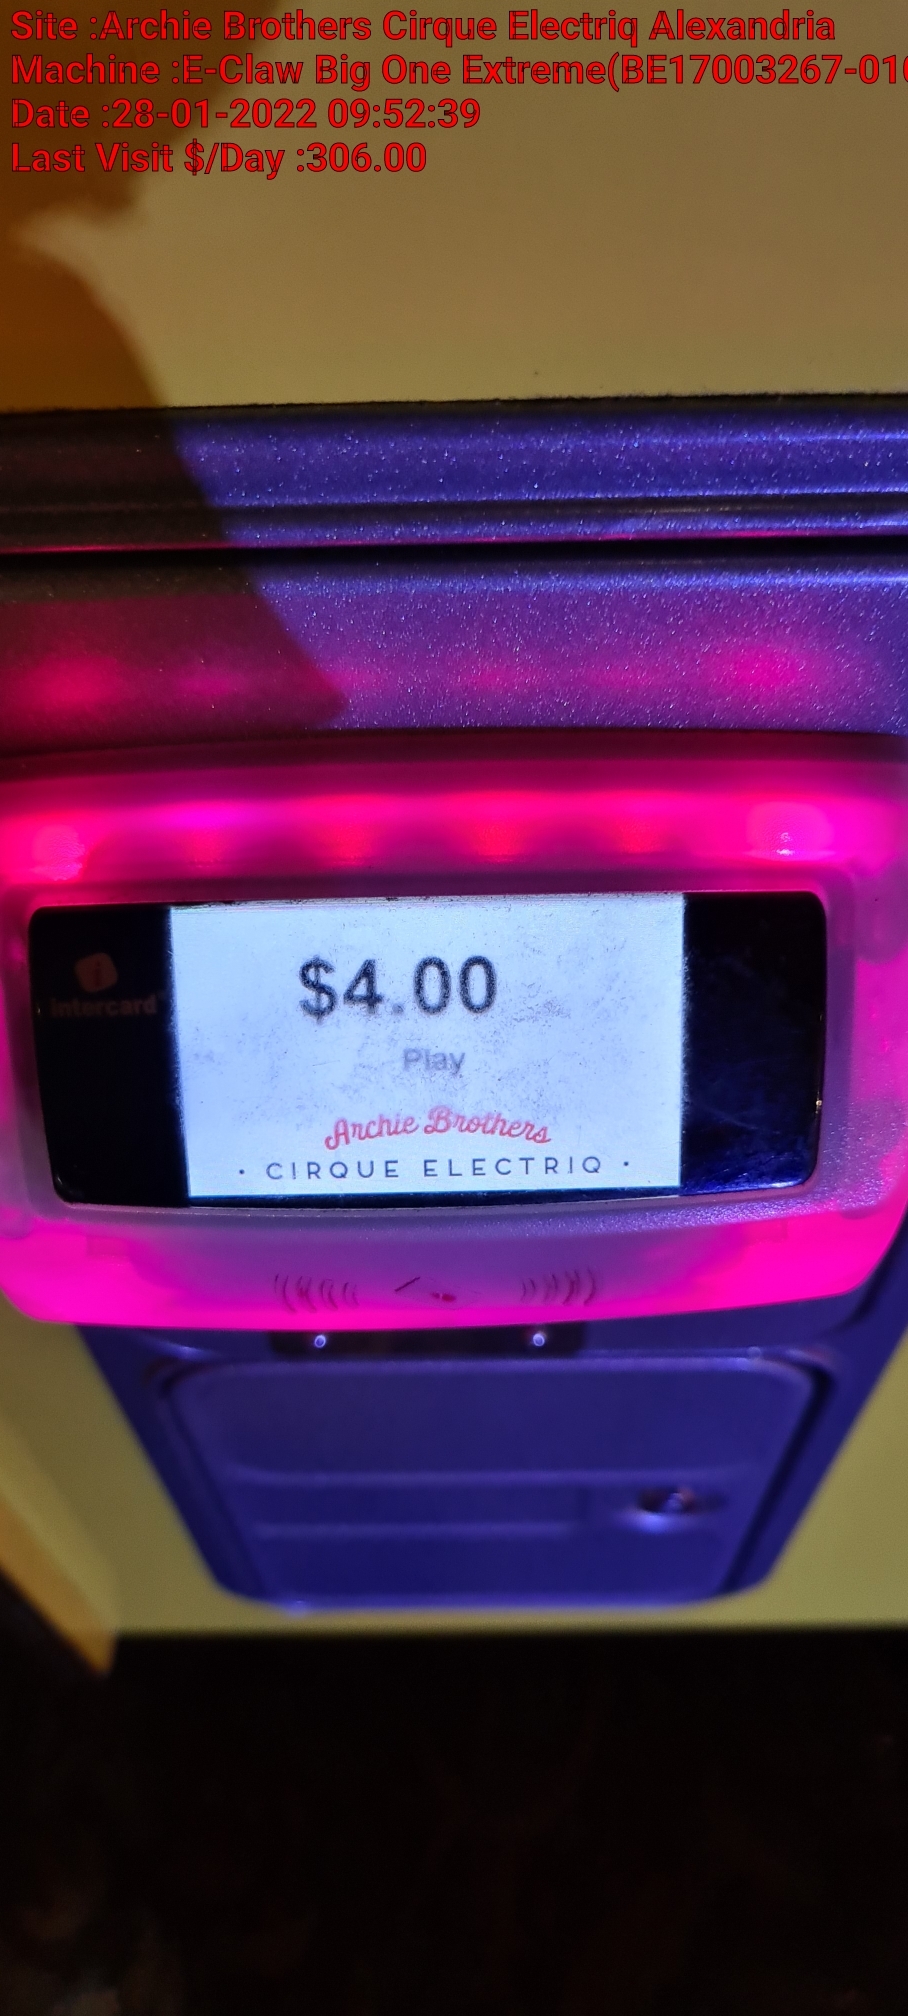 Site :Archie Brothers Cirque Electriq Alexandria
Machine :E-Claw Big One Extreme(BE17003267-010
Date :28-01-2022 09:52:39
Last Visit $/Day :306.00
intercard
$4.00
Play
Archie Brothers
· CIRQUE ELECTRIQ ·